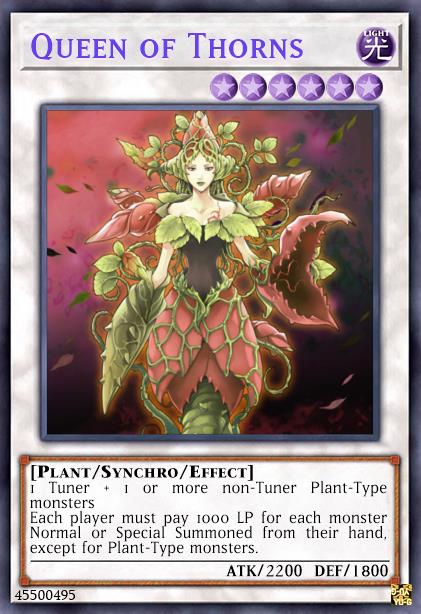 Queen of Thorns
LIGHT
光
[Plant/Synchro/Effect]
1 Tuner + 1 or more non-Tuner Plant-Type
monsters
Each player must pay 1000 LP for each monster
Normal or Special Summoned from their hand,
except for Plant-Type monsters.
ATK/2200 DEF/1800
45500495